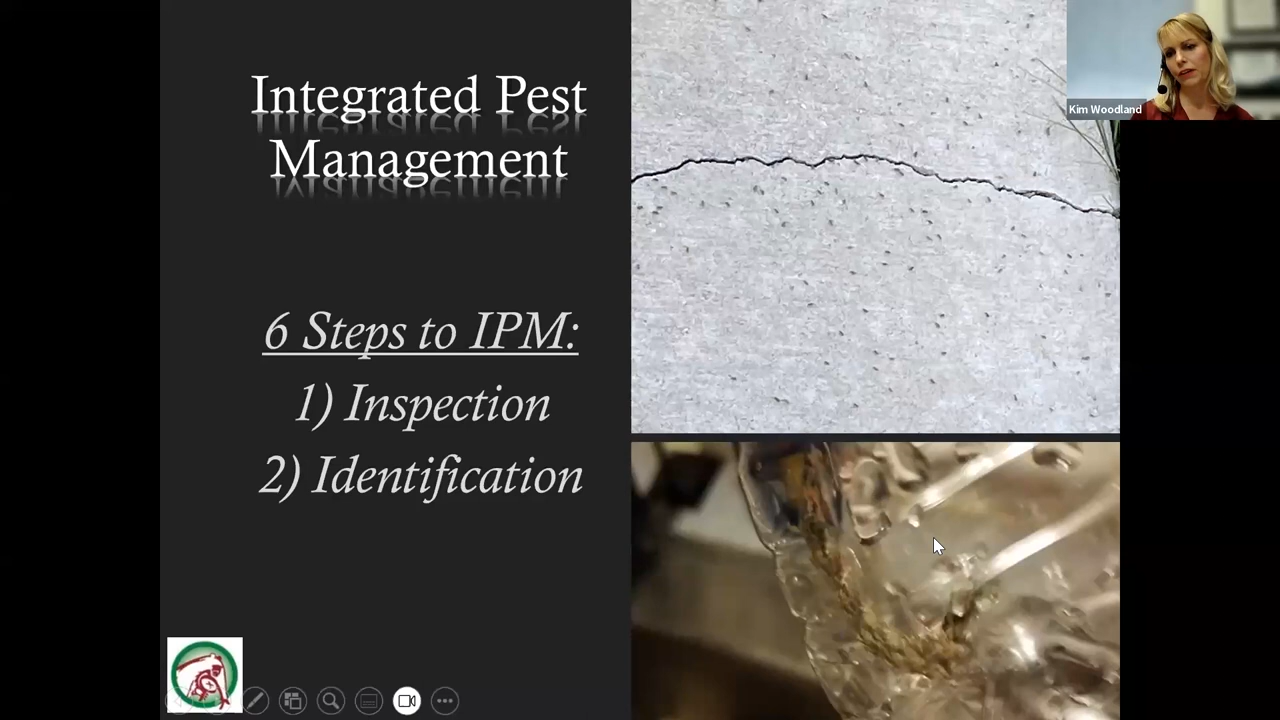 Integrated Pest
Management
6 Steps to IPM:
1) Inspection
2) Identification
Kim Woodland